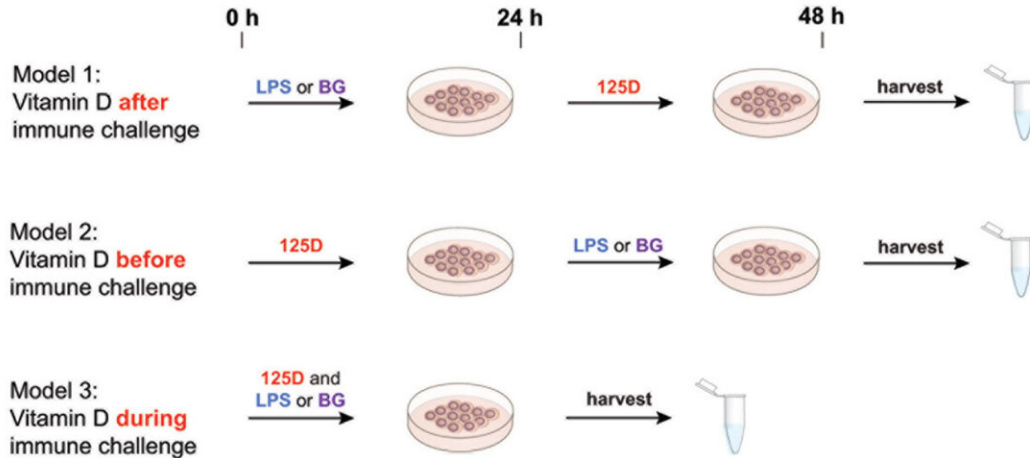 0 h
24 h
48 h
Model 1:
Vitamin D after
immune challenge
LPS or BG
125D
harvest
Model 2:
Vitamin D before
immune challenge
125D
LPS or BG
harvest
Model 3:
Vitamin D during
immune challenge
125D and
LPS or BG
harvest